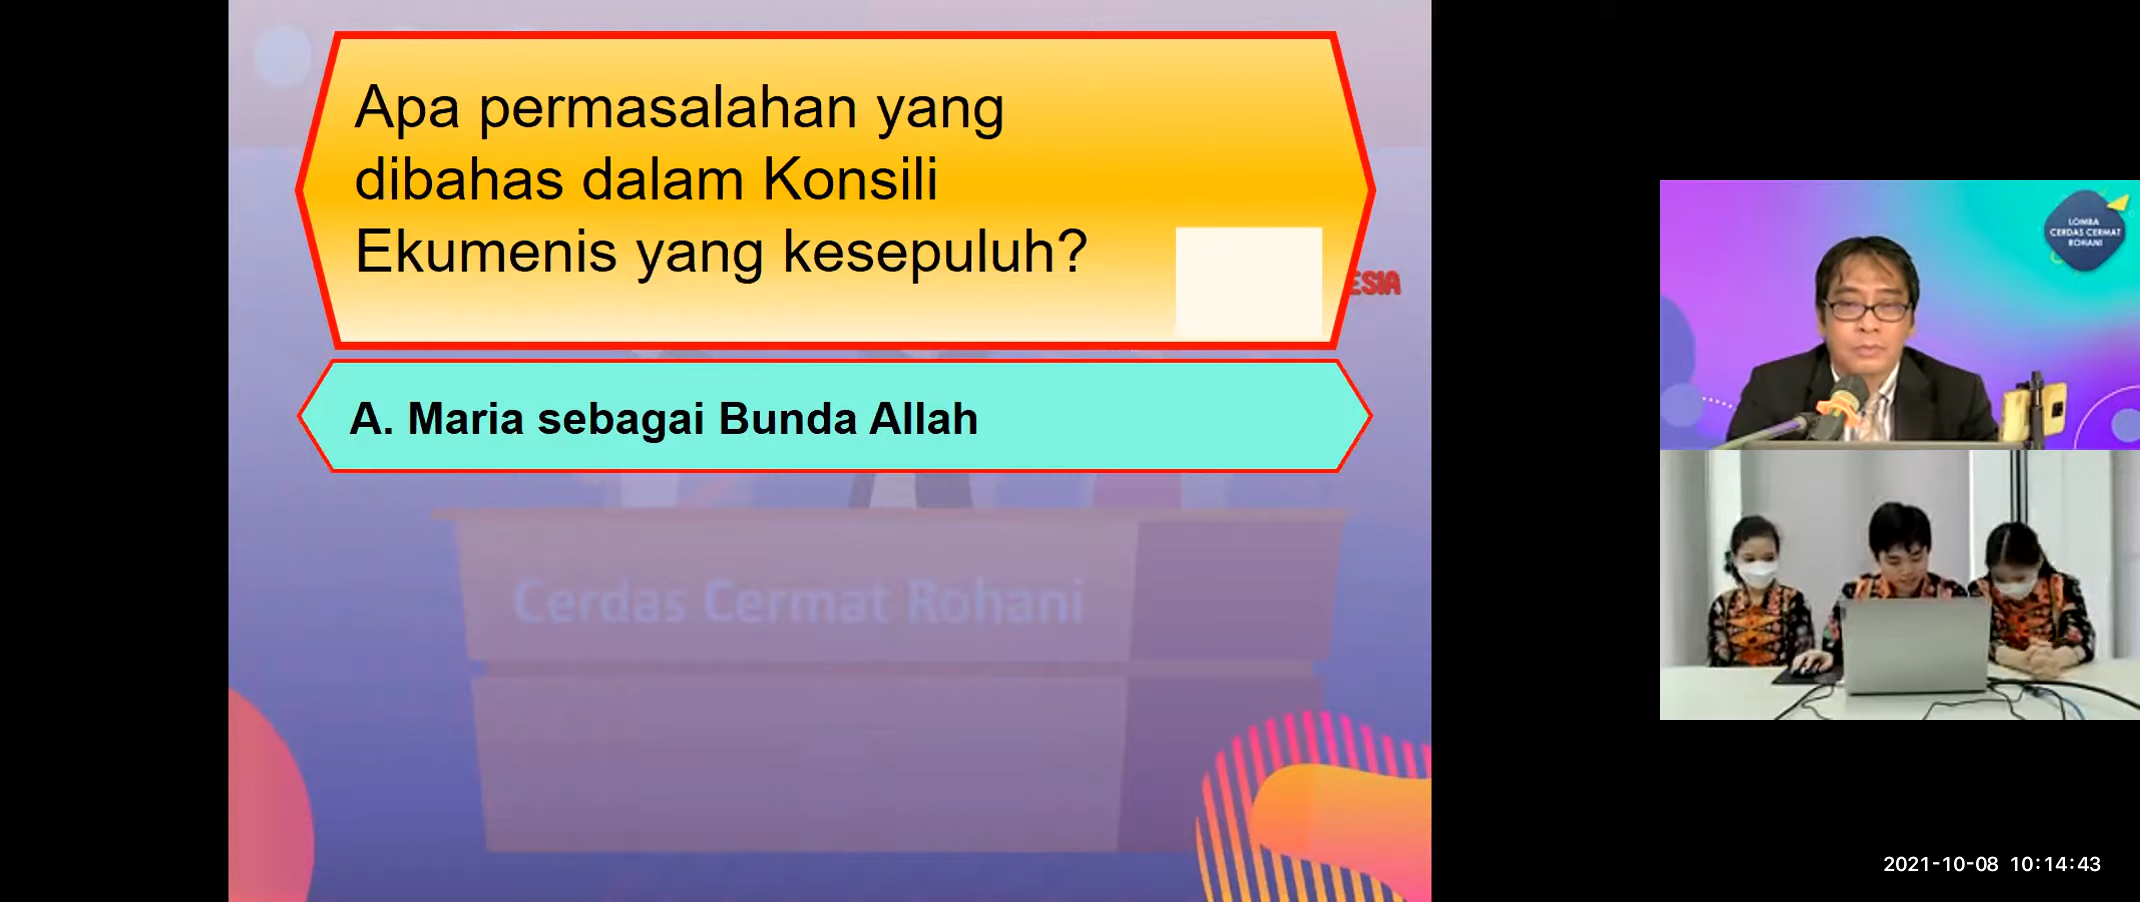 Apa permasalahan yang
dibahas dalam Konsili
Ekumenis yang kesepuluh?
ESIA
A. Maria sebagai Bunda Allah
Cerdas Cermat Rohani
LOMBA
CERDAS CERMAT
ROHANI
2021-10-08 10:14:43